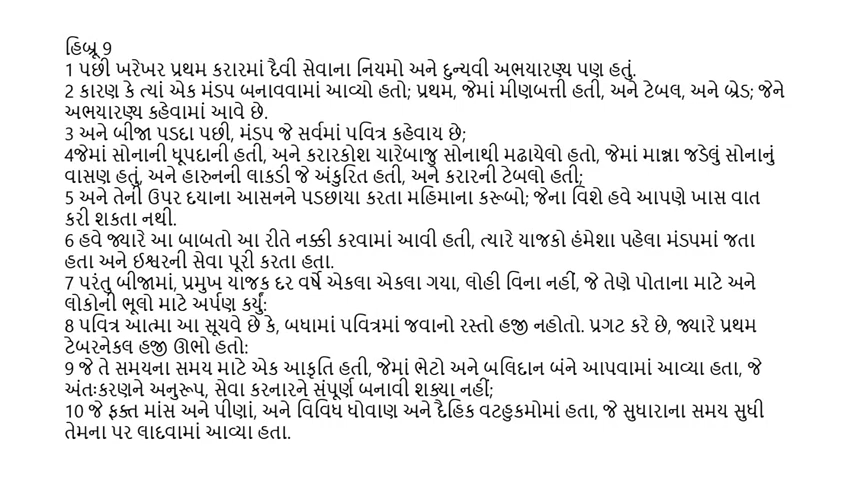 હિબ્રૂ 9
1 પછી ખરેખર પ્રથમ કરારમાં દૈવી સેવાના નિયમો અને દુન્યવી અભયારણ્ય પણ હતું.
2 કારણ કે ત્યાં એક મંડપ બનાવવામાં આવ્યો હતો; પ્રથમ, જેમાં મીણબત્તી હતી, અને ટેબલ, અને બ્રેડ; જેને
અભયારણ્ય કહેવામાં આવે છે.
3 અને બીજા પડદા પછી, મંડપ જે સર્વમાં પવિત્ર કહેવાય છે;
4જેમાં સોનાની ધૂપદાની હતી, અને કરારકોશ ચારેબાજુ સોનાથી મઢાયેલો હતો, જેમાં માન્ના જડેલું સોનાનું
વાસણ હતું, અને હારુનની લાકડી જે અંકુરિત હતી, અને કરારની ટેબલો હતી;
5 અને તેની ઉપર દયાના આસનને પડછાયા કરતા મહિમાના કરૂબો; જેના વિશે હવે આપણે ખાસ વાત
કરી શકતા નથી.
6 હવે જ્યારે આ બાબતો આ રીતે નક્કી કરવામાં આવી હતી, ત્યારે યાજકો હંમેશા પહેલા મંડપમાં જતા
હતા અને ઈશ્વરની સેવા પૂરી કરતા હતા.
7 પરંતુ બીજામાં, પ્રમુખ યાજક દર વર્ષે એકલા એકલા ગયા, લોહી વિના નહીં, જે તેણે પોતાના માટે અને
લોકોની ભૂલો માટે અર્પણ કર્યું:
8 પવિત્ર આત્મા આ સૂચવે છે કે, બધામાં પવિત્રમાં જવાનો રસ્તો હજી નહોતો. પ્રગટ કરે છે, જ્યારે પ્રથમ
ટેબરનેકલ હજી ઊભો હતો:
9 જે તે સમયના સમય માટે એક આકૃતિ હતી, જેમાં ભેટો અને બલિદાન બંને આપવામાં આવ્યા હતા, જે
અંતઃકરણને અનુરૂપ, સેવા કરનારને સંપૂર્ણ બનાવી શક્યા નહીં;
10 જે ફક્ત માંસ અને પીણાં, અને વિવિધ ધોવાણ અને દૈહિક વટહુકમોમાં હતા, જે સુધારાના સમય સુધી
તેમના પર લાદવામાં આવ્યા હતા.